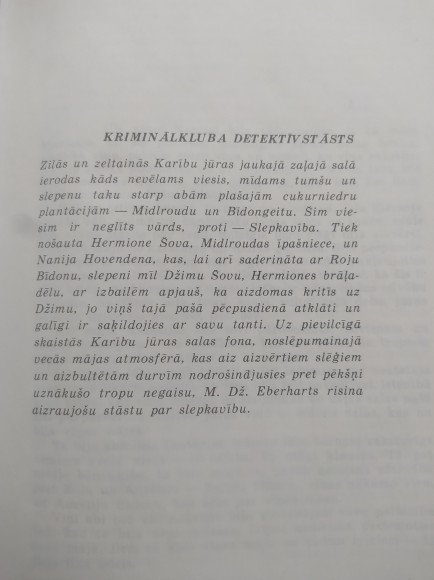 KRIMINĀLKLUBA DETEKTĪVSTĀSTS
Zilās un zeltainās Karību jūras jaukajā zaļajā salā
ierodas kāds nevēlams viesis, mīdams tumšu un
slepenu taku starp abām plašajām cukurniedru
plantācijām — Midlroudu un Bīdongeitu. Šim vie-
sim ir neglīts vārds, proti — Slepkavība. Tiek
nošauta Hermione Šova, Midlroudas īpašniece, un
Nanija Hovendena, kas, lai arī saderināta ar Roju
Bīdonu, slepeni mīl Džimu Šovu, Hermiones brāļa-
dēlu, ar izbailēm apjauš, ka aizdomas kritīs uz
Džimu, jo viņš tajā pašā pēcpusdienā atklāti un
galīgi ir saķildojies ar savu tanti. Uz pievilcīgā
skaistās Karību jūras salas fona, noslēpumainajā
vecās mājas atmosfērā, kas aiz aizvērtiem slēģiem
un aizbultētām durvīm nodrošinājusies pret pēkšņi
uznākušo tropu negaisu, M. Dž. Eberharts risina
aizraujošu stāstu par slepkavību.